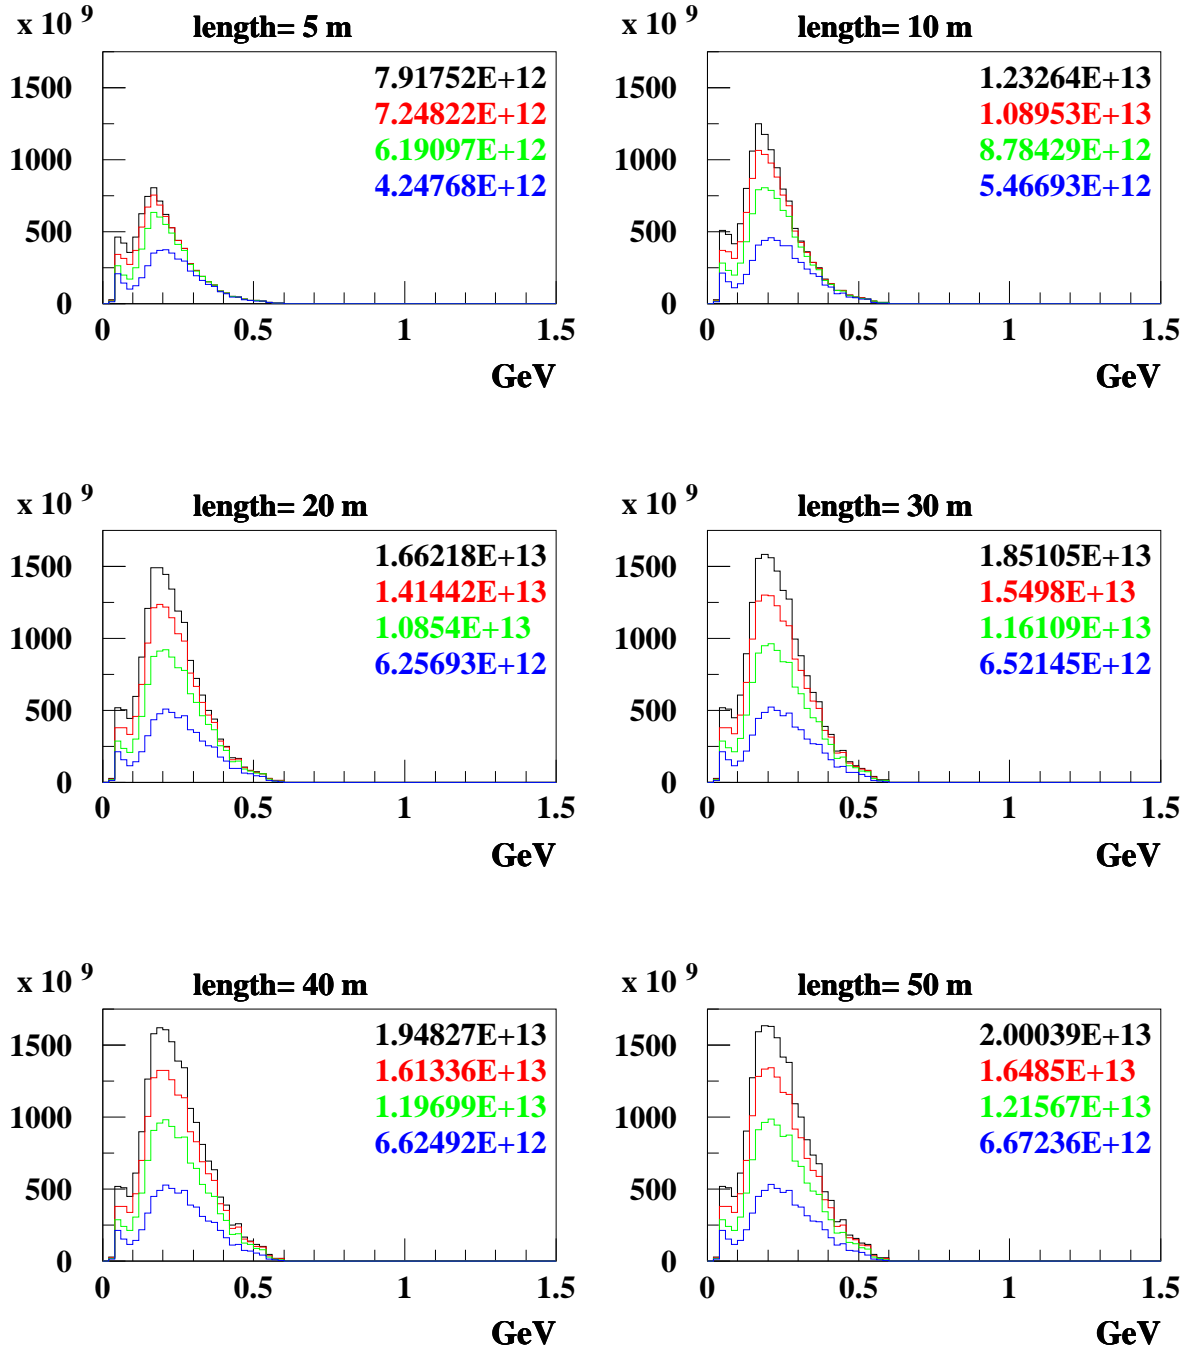 x 10 9
length= 5 m
7.91752E+12
7.24822E+12
6.19097E+12
4.24768E+12
1500
1000
500
0
0 0.5 1 1.5
GeV
x 10 9
length= 10 m
1.23264E+13
1.08953E+13
8.78429E+12
5.46693E+12
1500
1000
500
0
0 0.5 1 1.5
GeV
x 10 9
length= 20 m
1.66218E+13
1.41442E+13
1.0854E+13
6.25693E+12
1500
1000
500
0
0 0.5 1 1.5
GeV
x 10 9
length= 30 m
1.85105E+13
1.5498E+13
1.16109E+13
6.52145E+12
1500
1000
500
0
0 0.5 1 1.5
GeV
x 10 9
length= 40 m
1.94827E+13
1.61336E+13
1.19699E+13
6.62492E+12
1500
1000
500
0
0 0.5 1 1.5
GeV
x 10 9
length= 50 m
2.00039E+13
1.6485E+13
1.21567E+13
6.67236E+12
1500
1000
500
0
0 0.5 1 1.5
GeV